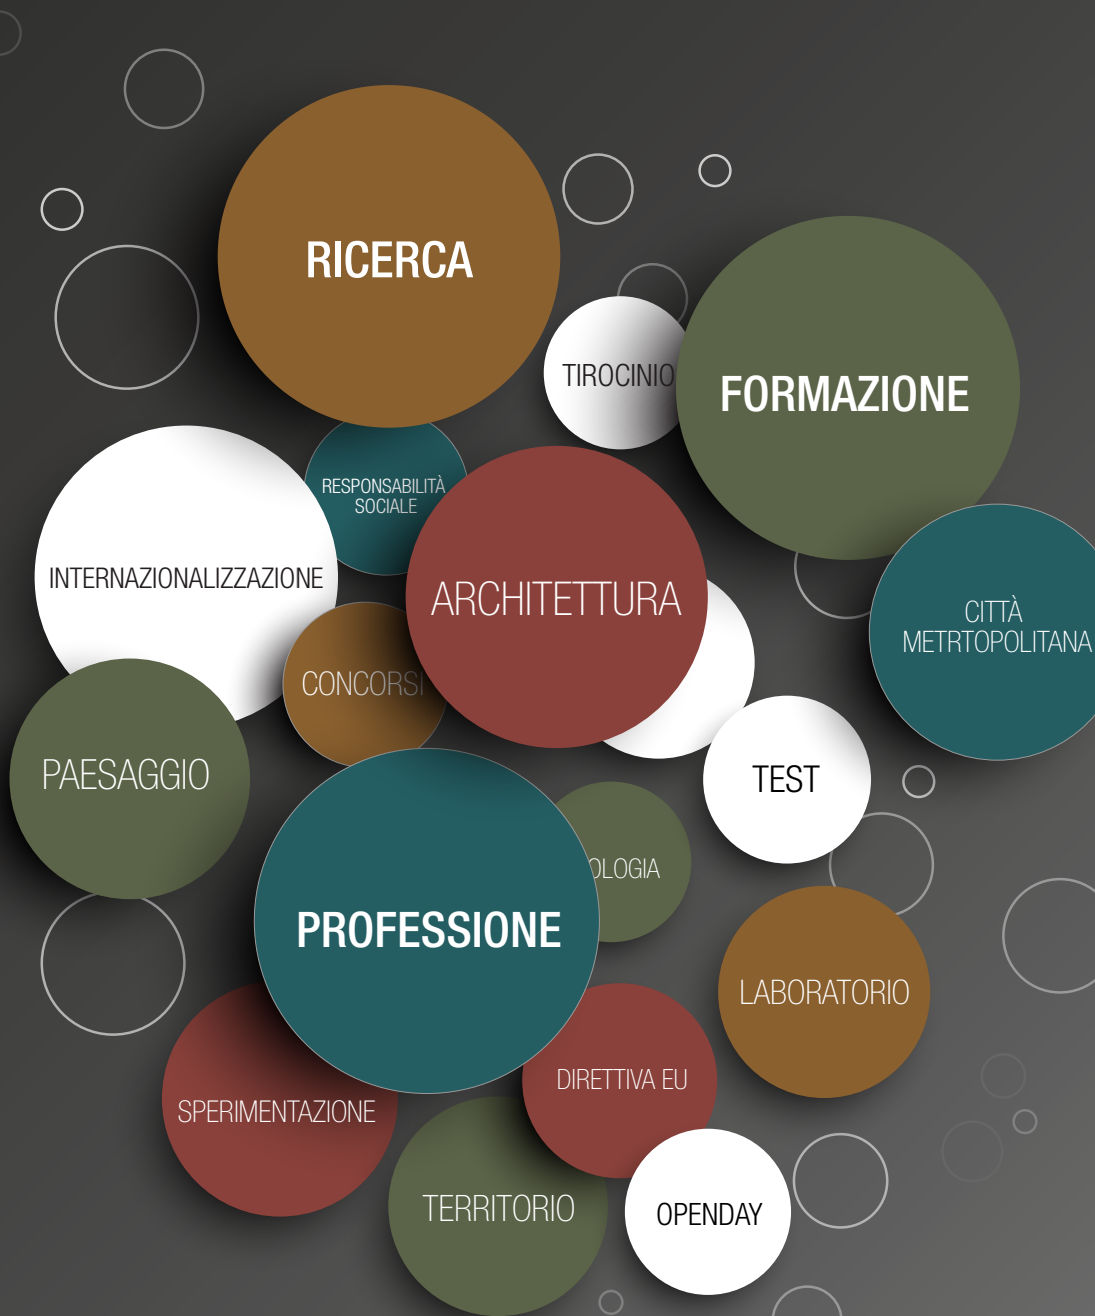 RICERCA
TIROCINIO
FORMAZIONE
RESPONSABILITÀ
SOCIALE
INTERNAZIONALIZZAZIONE
ARCHITETTURA
CITTÀ
METRTOPOLITANA
CONCORSI
PAESAGGIO
TEST
OLOGIA
PROFESSIONE
LABORATORIO
DIRETTIVA EU
SPERIMENTAZIONE
TERRITORIO
OPENDAY